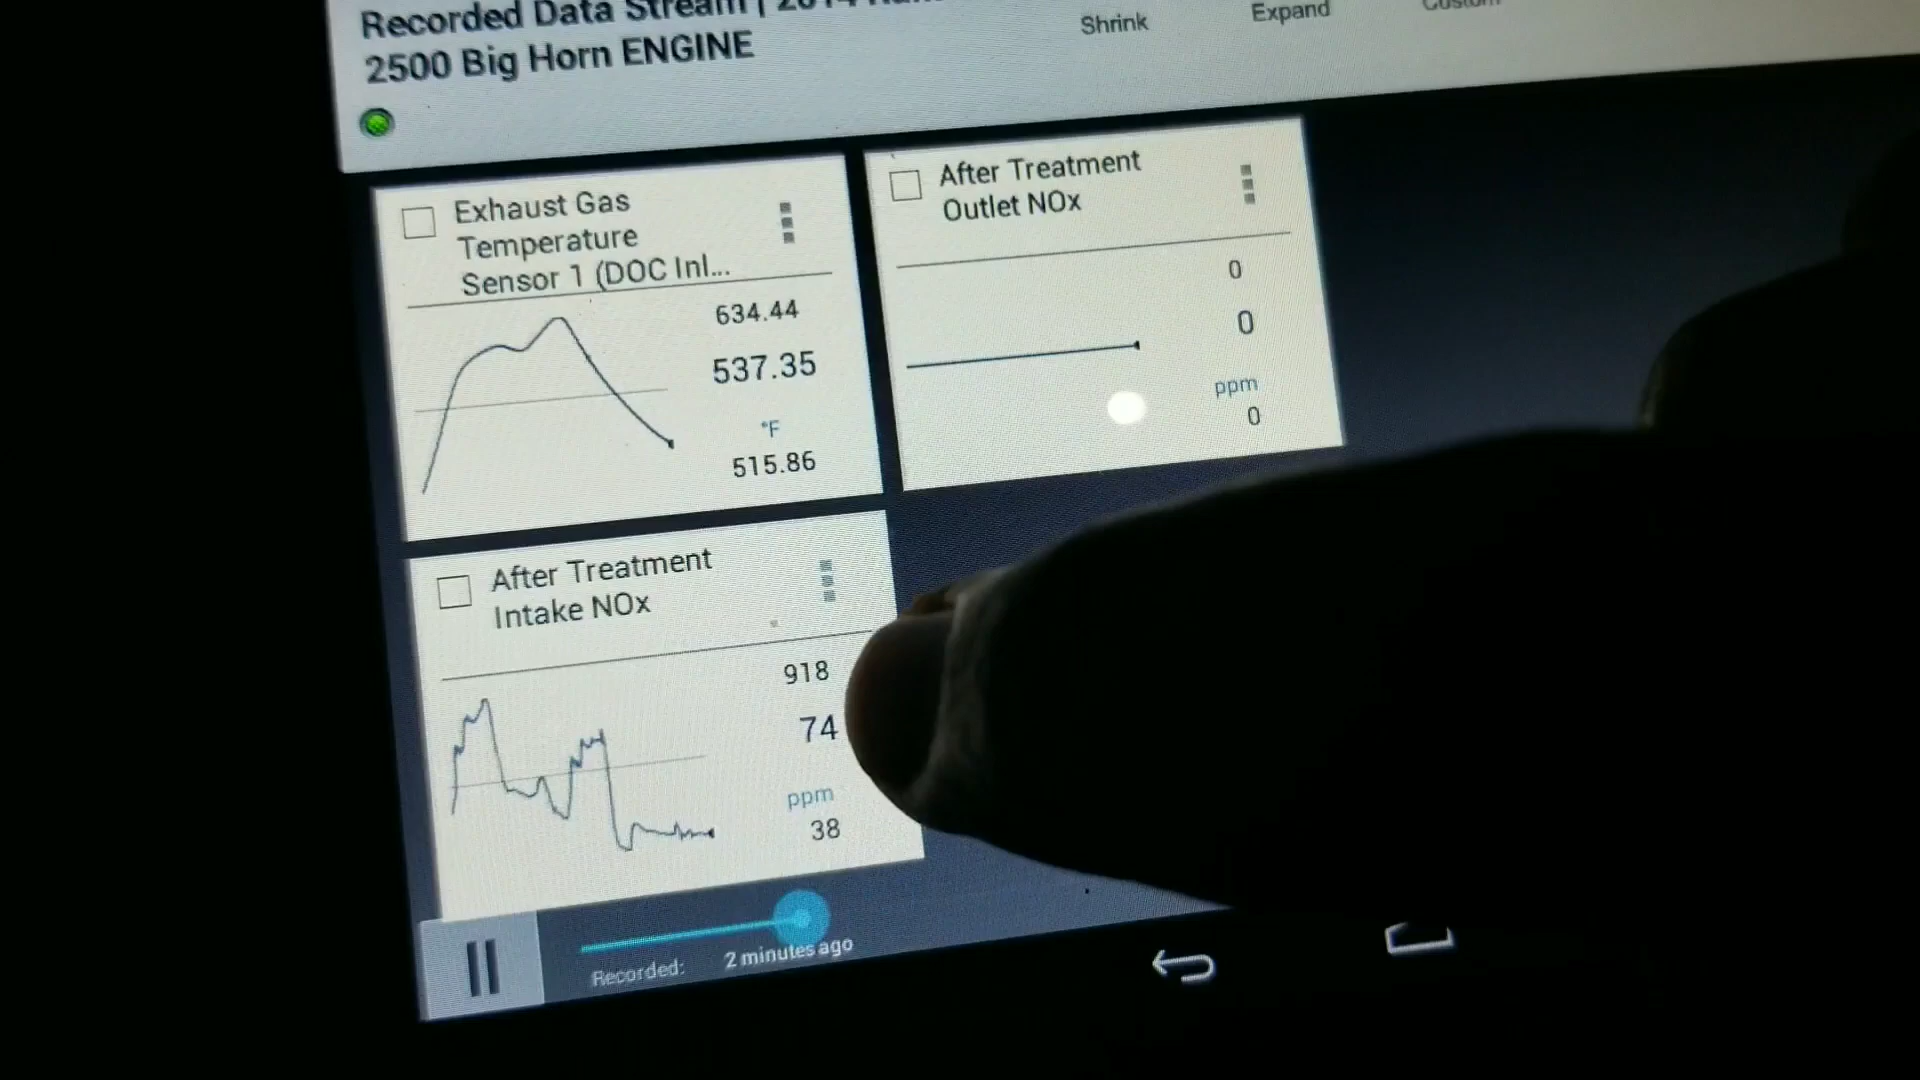 Recorded Data Stream | 2014
2500 Big Horn ENGINE
Shrink
Expand
Custom
Exhaust Gas
Temperature
Sensor 1 (DOC Inl...
634.44
537.35
°F
515.86
After Treatment
Outlet NOx
0
0
ppm
0
After Treatment
Intake NOx
918
74
ppm
38
Recorded: 2 minutes ago